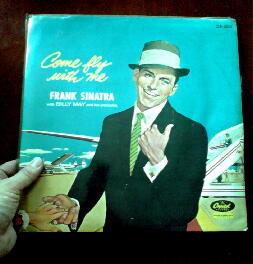 Come fly
with me
FRANK SINATRA
with BILLY MAY and his orchestra
Capitol